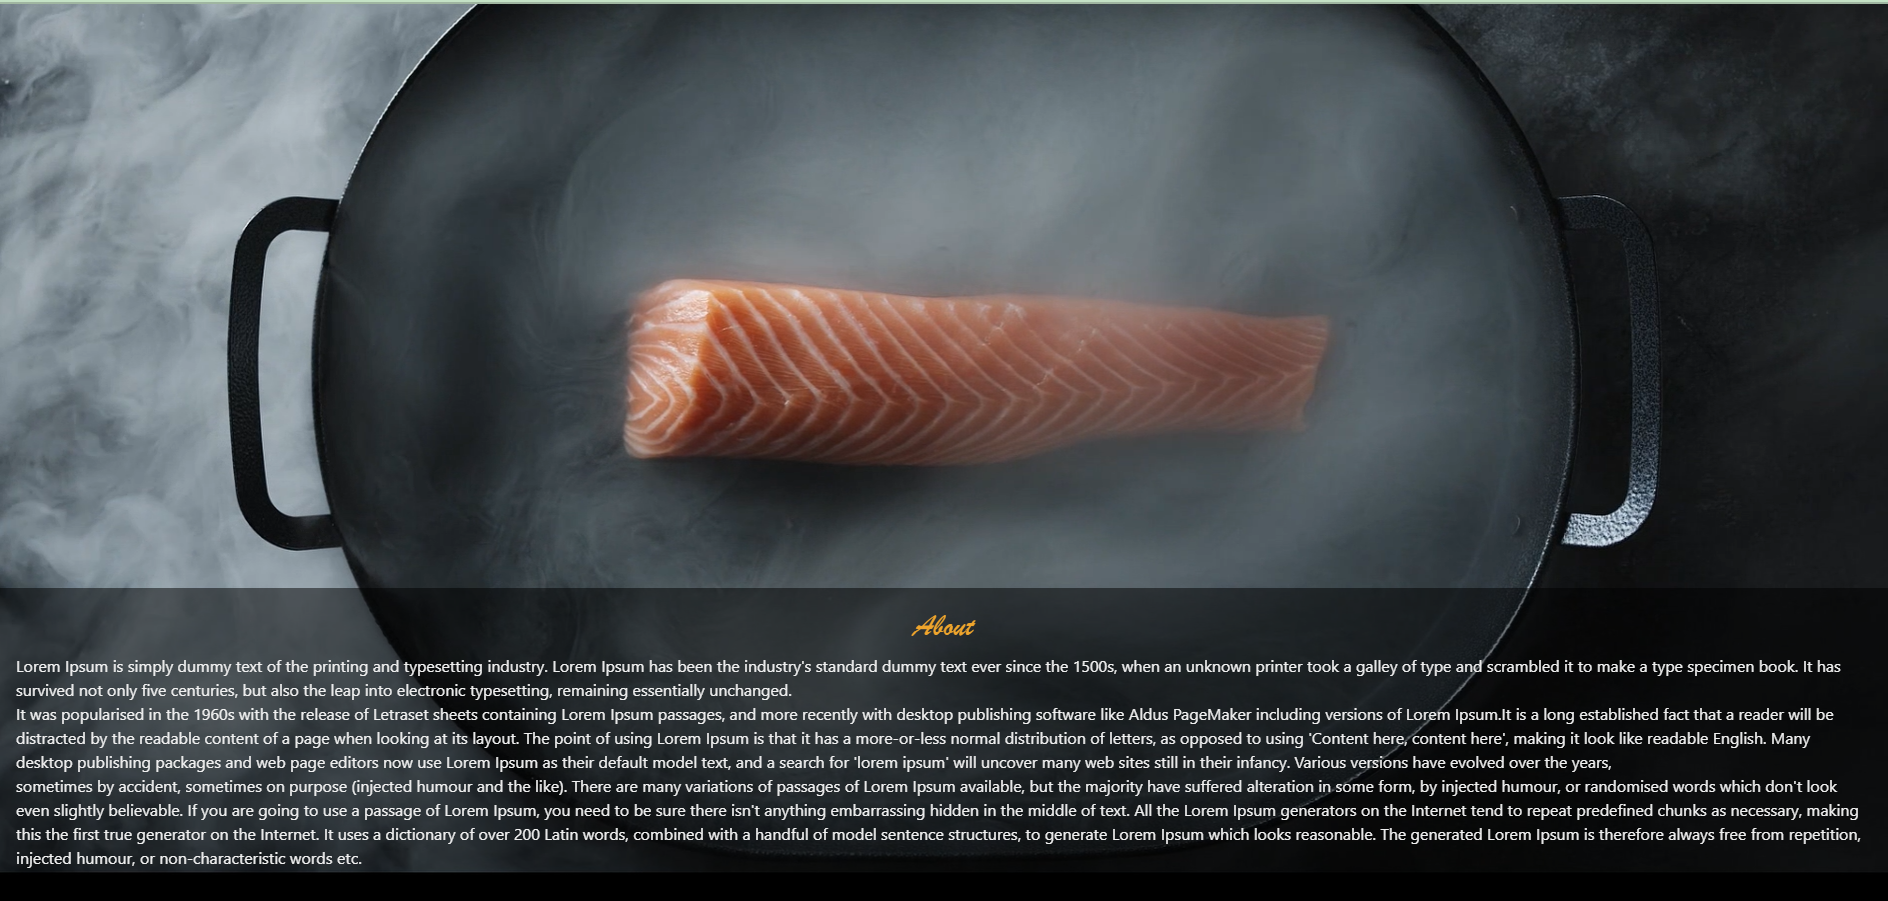 About
Lorem Ipsum is simply dummy text of the printing and typesetting industry. Lorem Ipsum has been the industry's standard dummy text ever since the 1500s, when an unknown printer took a galley of type and scrambled it to make a type specimen book. It has
survived not only five centuries, but also the leap into electronic typesetting, remaining essentially unchanged.
It was popularised in the 1960s with the release of Letraset sheets containing Lorem Ipsum passages, and more recently with desktop publishing software like Aldus PageMaker including versions of Lorem Ipsum.It is a long established fact that a reader will be
distracted by the readable content of a page when looking at its layout. The point of using Lorem Ipsum is that it has a more-or-less normal distribution of letters, as opposed to using 'Content here, content here', making it look like readable English. Many
desktop publishing packages and web page editors now use Lorem Ipsum as their default model text, and a search for 'lorem ipsum' will uncover many web sites still in their infancy. Various versions have evolved over the years,
sometimes by accident, sometimes on purpose (injected humour and the like). There are many variations of passages of Lorem Ipsum available, but the majority have suffered alteration in some form, by injected humour, or randomised words which don't look
even slightly believable. If you are going to use a passage of Lorem Ipsum, you need to be sure there isn't anything embarrassing hidden in the middle of text. All the Lorem Ipsum generators on the Internet tend to repeat predefined chunks as necessary, making
this the first true generator on the Internet. It uses a dictionary of over 200 Latin words, combined with a handful of model sentence structures, to generate Lorem Ipsum which looks reasonable. The generated Lorem Ipsum is therefore always free from repetition,
injected humour, or non-characteristic words etc.